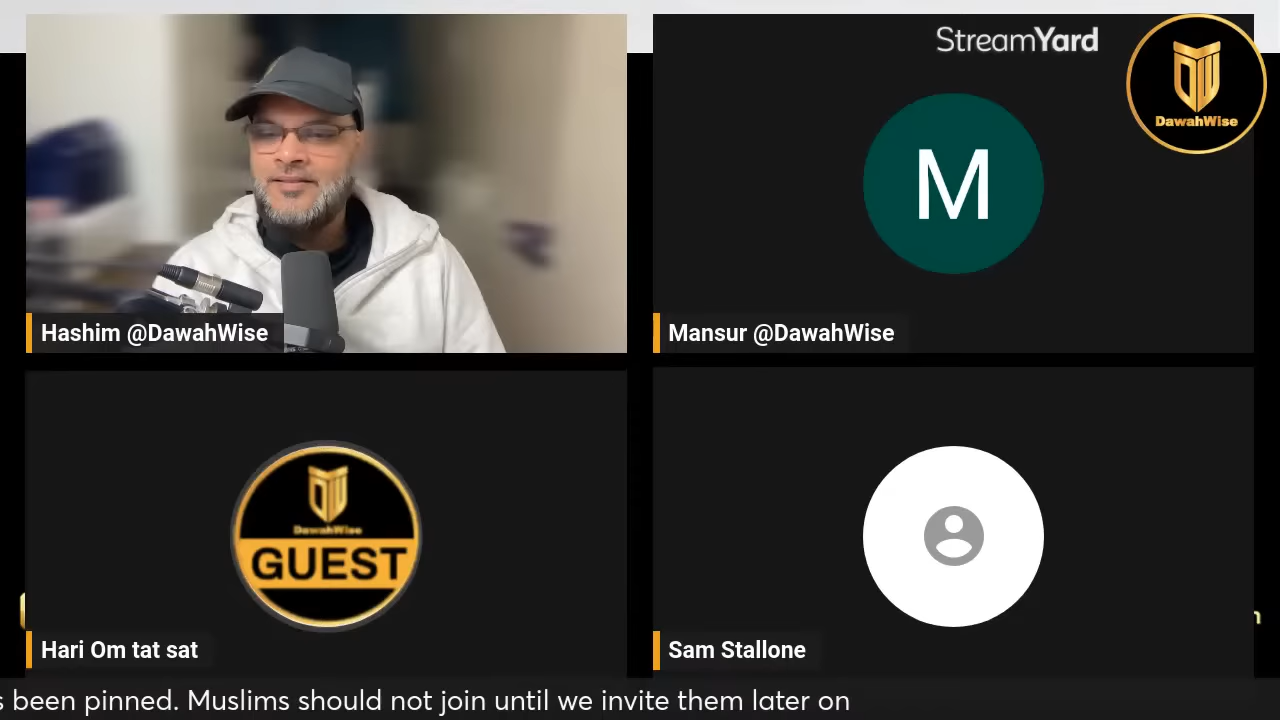 StreamYard
DawahWise
Hashim @DawahWise
M
Mansur @DawahWise
DawahWise
GUEST
Hari Om tat sat
Sam Stallone
s been pinned. Muslims should not join until we invite them later on